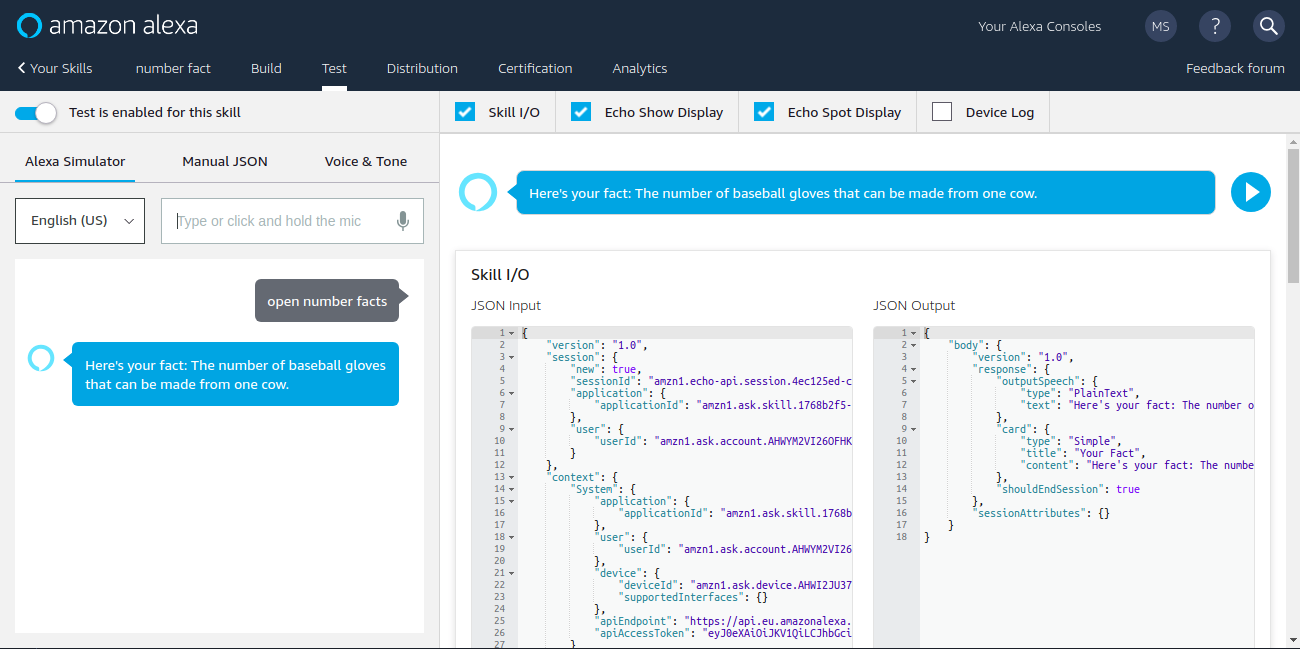 amazon alexa
Your Alexa Consoles
MS
?
Your Skills
number fact
Build
Test
Distribution
Certification
Analytics
Feedback forum
Test is enabled for this skill
Skill I/O
Echo Show Display
Echo Spot Display
Device Log
Alexa Simulator
Manual JSON
Voice & Tone
English (US)
Type or click and hold the mic
open number facts
Here's your fact: The number of baseball gloves
that can be made from one cow.
Here's your fact: The number of baseball gloves that can be made from one cow.
Skill I/O
JSON Input
1 {
2 "version": "1.0",
3 "session": {
4 "new": true,
5 "sessionId": "amzn1.echo-api.session.4ec125ed-c
6 "application": {
7 "applicationId": "amzn1.ask.skill.1768b2f5-
8 },
9 "user": {
10 "userId": "amzn1.ask.account.AHWYM2VI26OFHK
11 }
12 },
13 "context": {
14 "System": {
15 "application": {
16 "applicationId": "amzn1.ask.skill.1768b
17 },
18 "user": {
19 "userId": "amzn1.ask.account.AHWYM2VI26
20 },
21 "device": {
22 "deviceId": "amzn1.ask.device.AHWI2JU37
23 "supportedInterfaces": {}
24 },
25 "apiEndpoint": "https://api.eu.amazonalexa.
26 "apiAccessToken": "eyJ0eXAiOiJKV1QiLCJhbGci
27 }
JSON Output
1 {
2 "body": {
3 "version": "1.0",
4 "response": {
5 "outputSpeech": {
6 "type": "PlainText",
7 "text": "Here's your fact: The number o
8 },
9 "card": {
10 "type": "Simple",
11 "title": "Your Fact",
12 "content": "Here's your fact: The numbe
13 },
14 "shouldEndSession": true
15 },
16 "sessionAttributes": {}
17 }
18 }